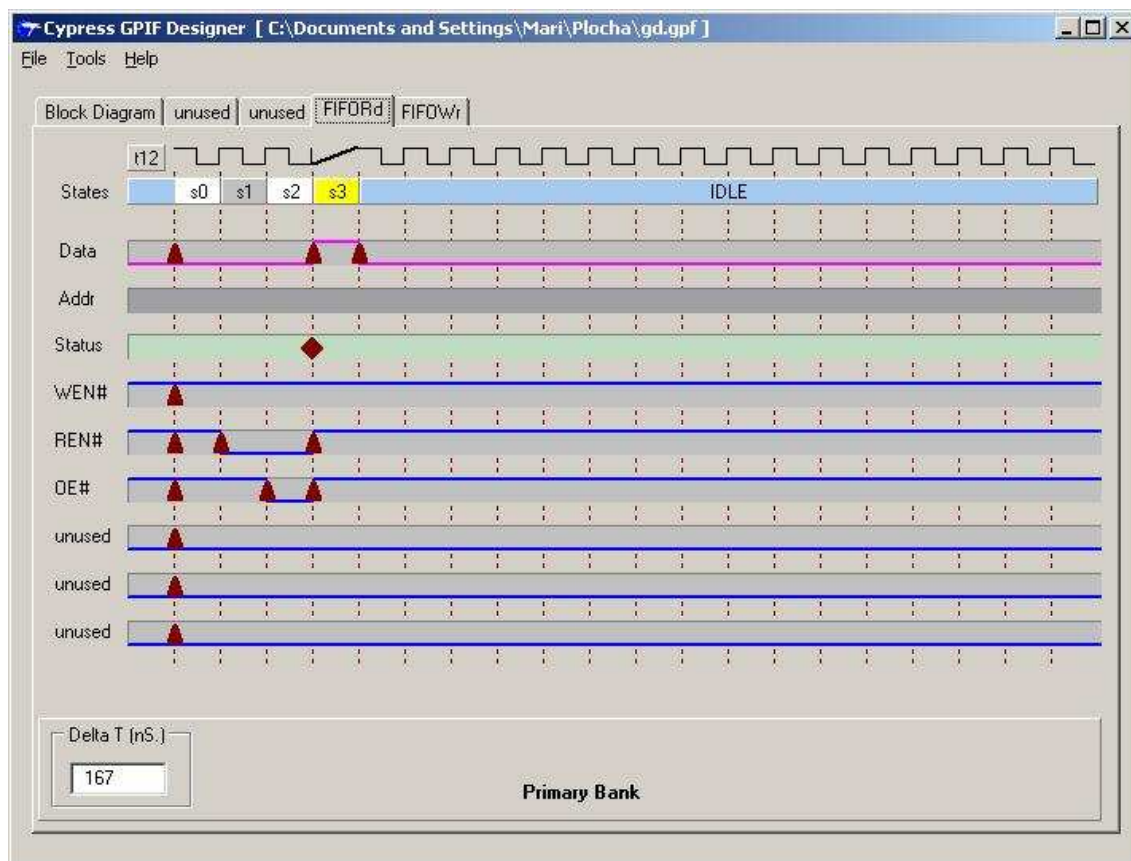 Cypress GPIF Designer [ C:\Documents and Settings\Mari\Plocha\gd.gpf ]
File Tools Help
Block Diagram unused unused FIFORd FIFOWr
t12
States s0 s1 s2 s3 IDLE
Data
Addr
Status
WEN#
REN#
OE#
unused
unused
unused
Delta T (nS.)
167
Primary Bank